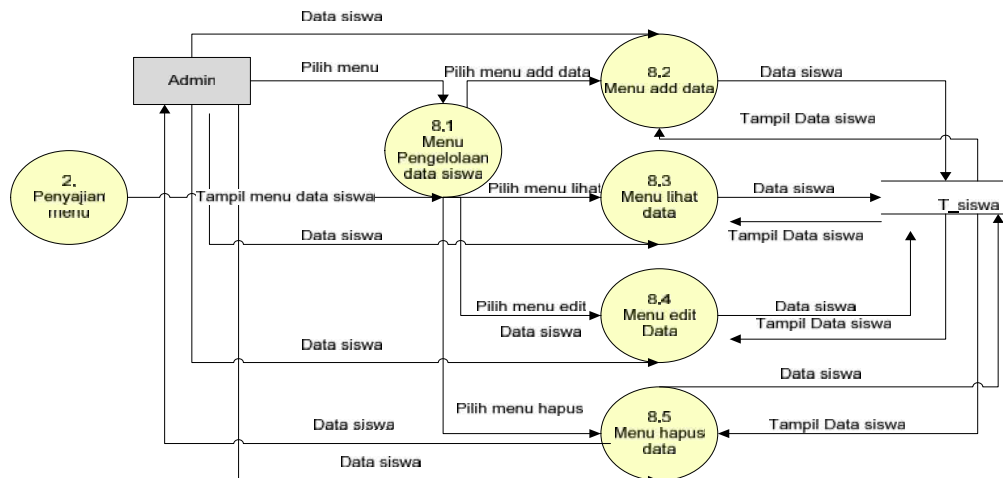 Data siswa
Admin
Pilih menu
Pilih menu add data
8.2
Menu add data
Data siswa
Tampil Data siswa
8.1
Menu
Pengelolaan
data siswa
2.
Penyajian
menu
Tampil menu data siswa
Pilih menu lihat
8.3
Menu lihat
data
Data siswa
T_siswa
Data siswa
Tampil Data siswa
Pilih menu edit
8.4
Menu edit
Data
Data siswa
Data siswa
Tampil Data siswa
Data siswa
Data siswa
Pilih menu hapus
8.5
Menu hapus
data
Data siswa
Tampil Data siswa
Data siswa